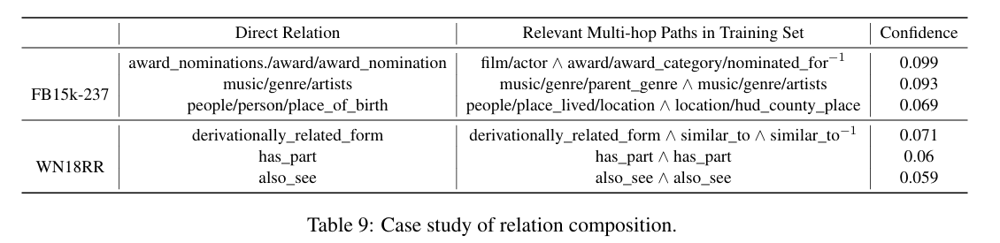 Direct Relation Relevant Multi-hop Paths in Training Set Confidence
award_nominations./award/award_nomination film/actor ∧ award/award_category/nominated_for⁻¹ 0.099
FB15k-237 music/genre/artists music/genre/parent_genre ∧ music/genre/artists 0.093
people/person/place_of_birth people/place_lived/location ∧ location/hud_county_place 0.069
derivationally_related_form derivationally_related_form ∧ similar_to ∧ similar_to⁻¹ 0.071
WN18RR has_part has_part ∧ has_part 0.06
also_see also_see ∧ also_see 0.059
Table 9: Case study of relation composition.